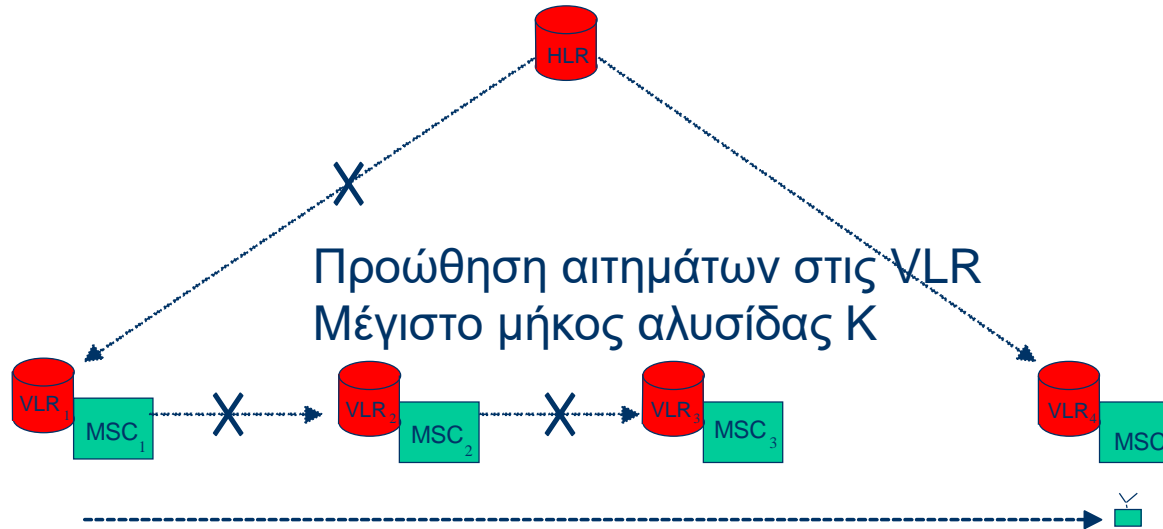 HLR
Προώθηση αιτημάτων στις VLR
Μέγιστο μήκος αλυσίδας Κ
VLR1 MSC1
VLR2 MSC2
VLR3 MSC3
VLR4 MSC